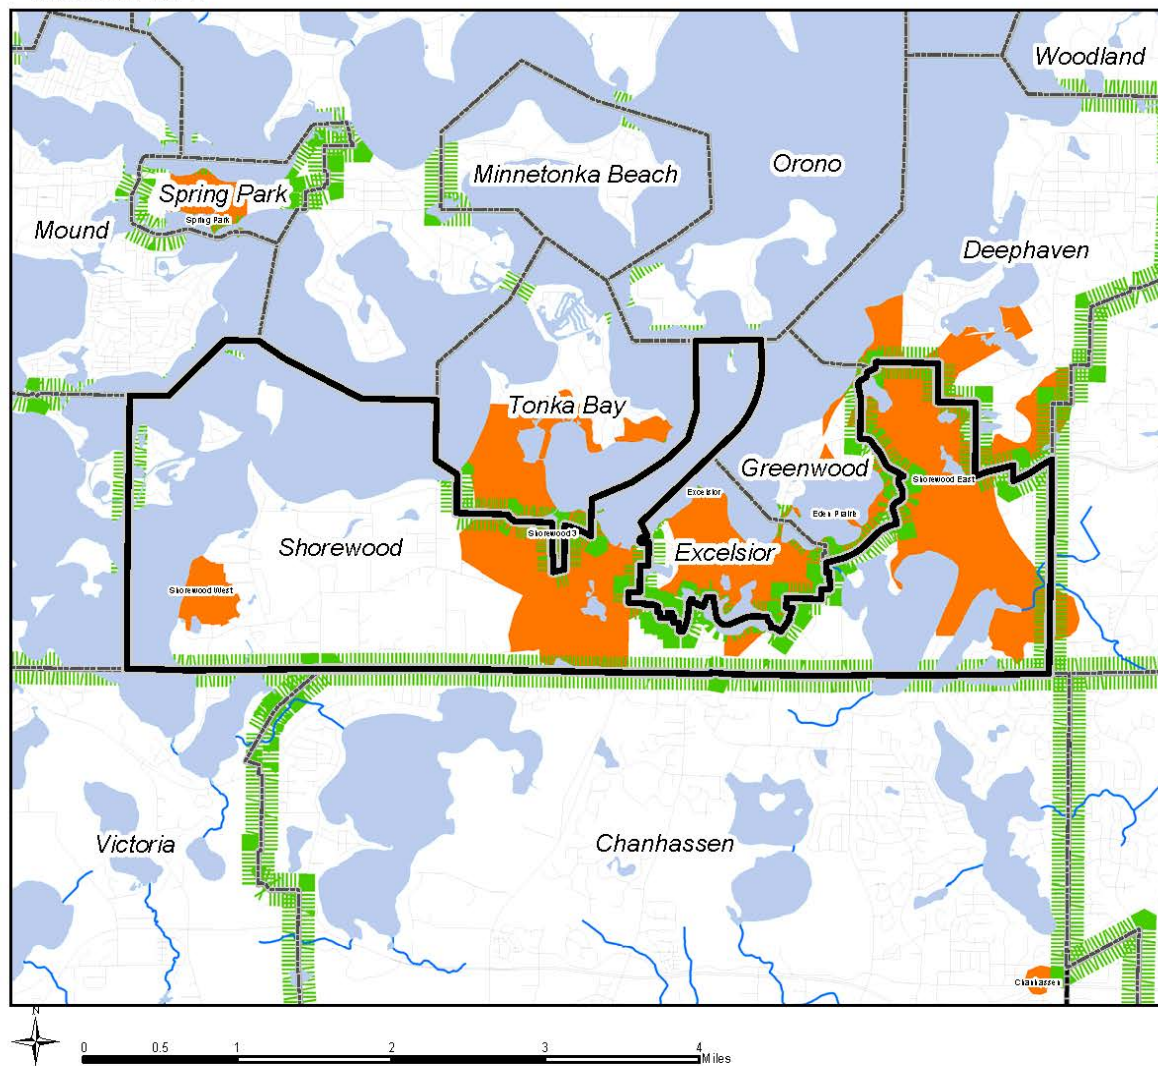 Woodland
Orono
Minnetonka Beach
Spring Park
Spring Park
Mound
Deephaven
Tonka Bay
Greenwood
Shorewood East
Excelsior
Eden Prairie
Shorewood 3
Shorewood
Excelsior
Shorewood West
Victoria
Chanhassen
Chanhassen
N
0 0.5 1 2 3 4
Miles